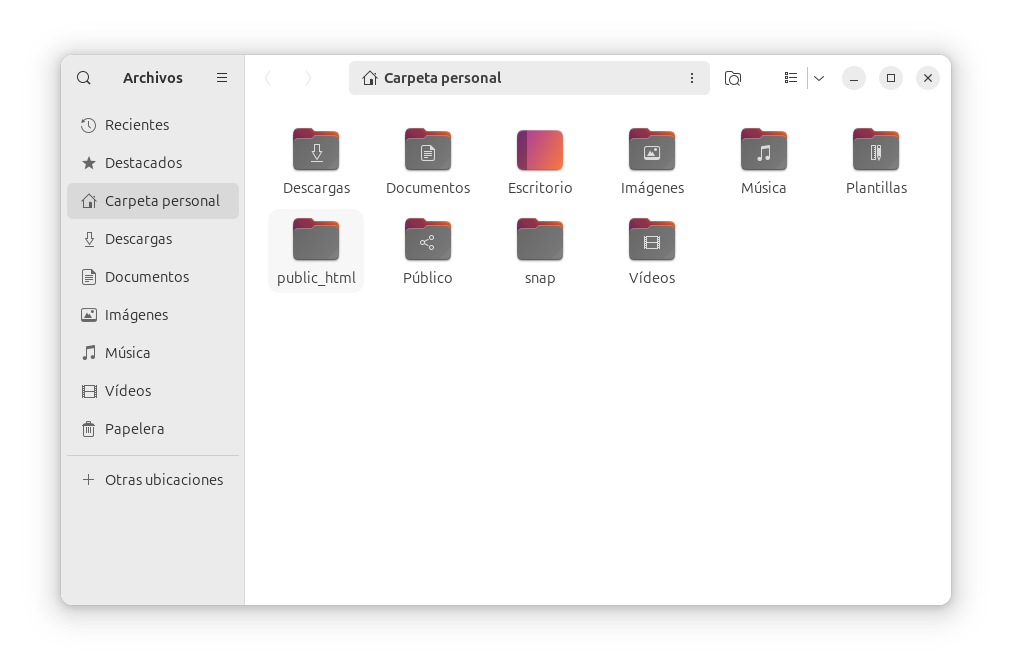 Archivos
Carpeta personal
Recientes
Destacados
Carpeta personal
Descargas
Documentos
Imágenes
Música
Vídeos
Papelera
Otras ubicaciones
Descargas Documentos Escritorio Imágenes Música Plantillas
public_html Público snap Vídeos